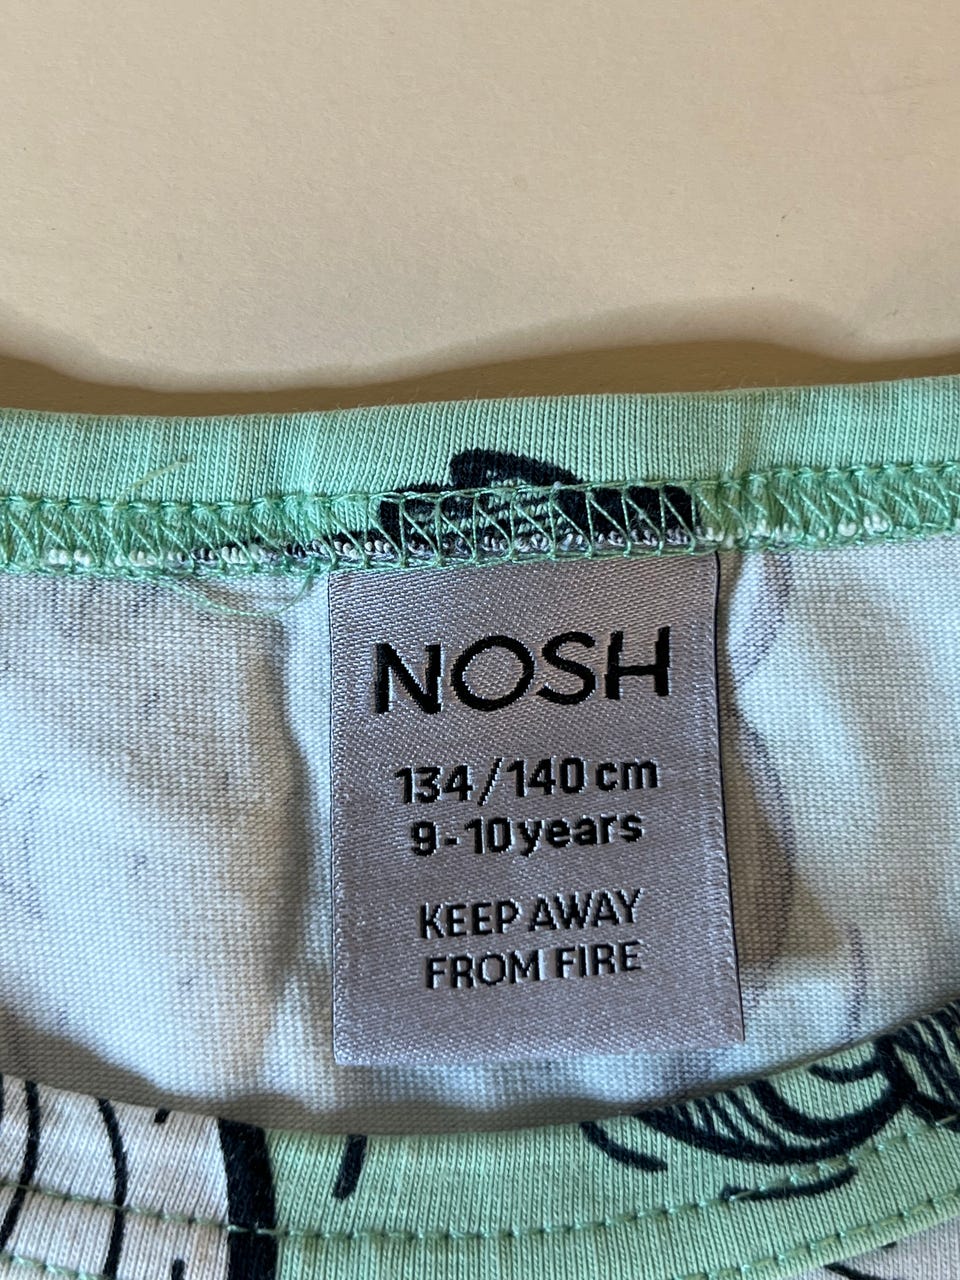 NOSH
134/140 cm
9-10 years
KEEP AWAY
FROM FIRE